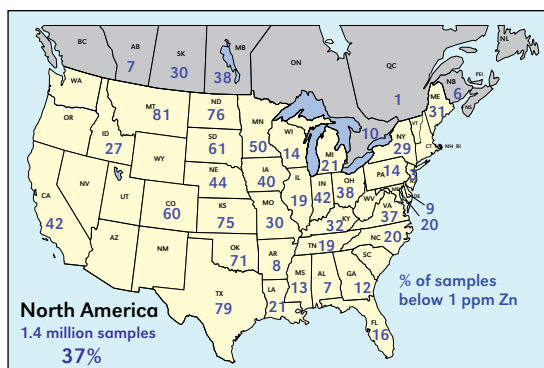 BC
AB
7
SK
30
MB
38
ON
QC
1
NL
PEI
NB
6
NS
WA
OR
ID
27
MT
81
WY
ND
76
SD
61
NE
44
MN
50
WI
14
MI
21
10
NY
29
VT
ME
31
CT
NH RI
CA
42
NV
UT
CO
60
KS
75
IA
40
MO
30
IL
19
IN
42
OH
38
PA
14
3
DE
9
20
WV
VA
37
KY
32
NC
20
TN
19
SC
AZ
NM
OK
71
AR
8
MS
13
AL
7
GA
12
TX
79
LA
21
FL
16
% of samples
below 1 ppm Zn
North America
1.4 million samples
37%